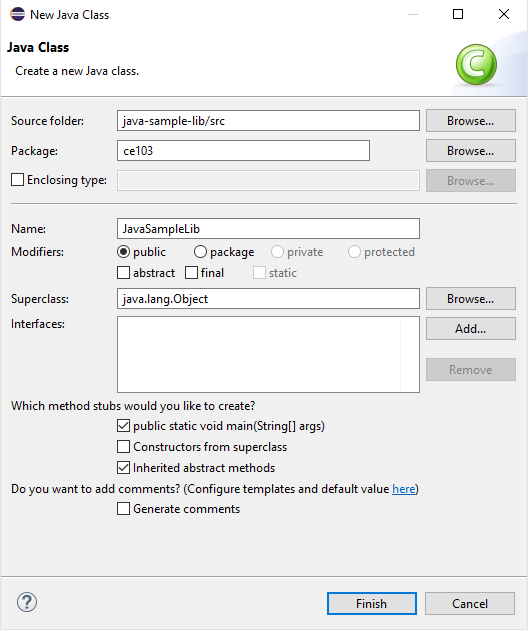 New Java Class
Java Class
Create a new Java class.
Source folder: java-sample-lib/src Browse...
Package: ce103 Browse...
Enclosing type: Browse...
Name: JavaSampleLib
Modifiers: public package private protected
abstract final static
Superclass: java.lang.Object Browse...
Interfaces: Add...
Remove
Which method stubs would you like to create?
public static void main(String[] args)
Constructors from superclass
Inherited abstract methods
Do you want to add comments? (Configure templates and default value here)
Generate comments
? Finish Cancel